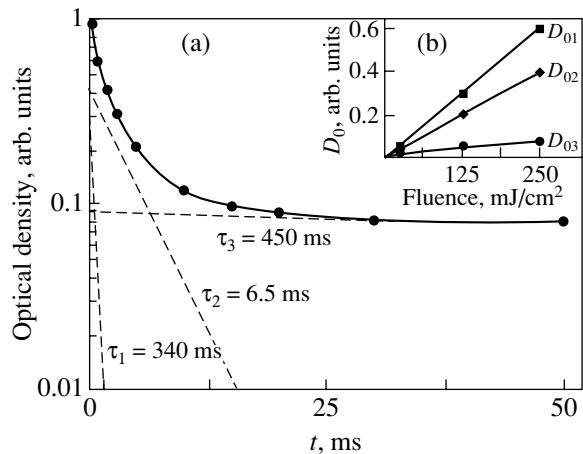 1
(a)
(b)
0.6
D₀₁
D₀₂
0.2
D₀₃
D₀, arb. units
125
250
Fluence, mJ/cm²
Optical density, arb. units
0.1
τ₃ = 450 ms
τ₂ = 6.5 ms
τ₁ = 340 ms
0.01
0
25
50
t, ms